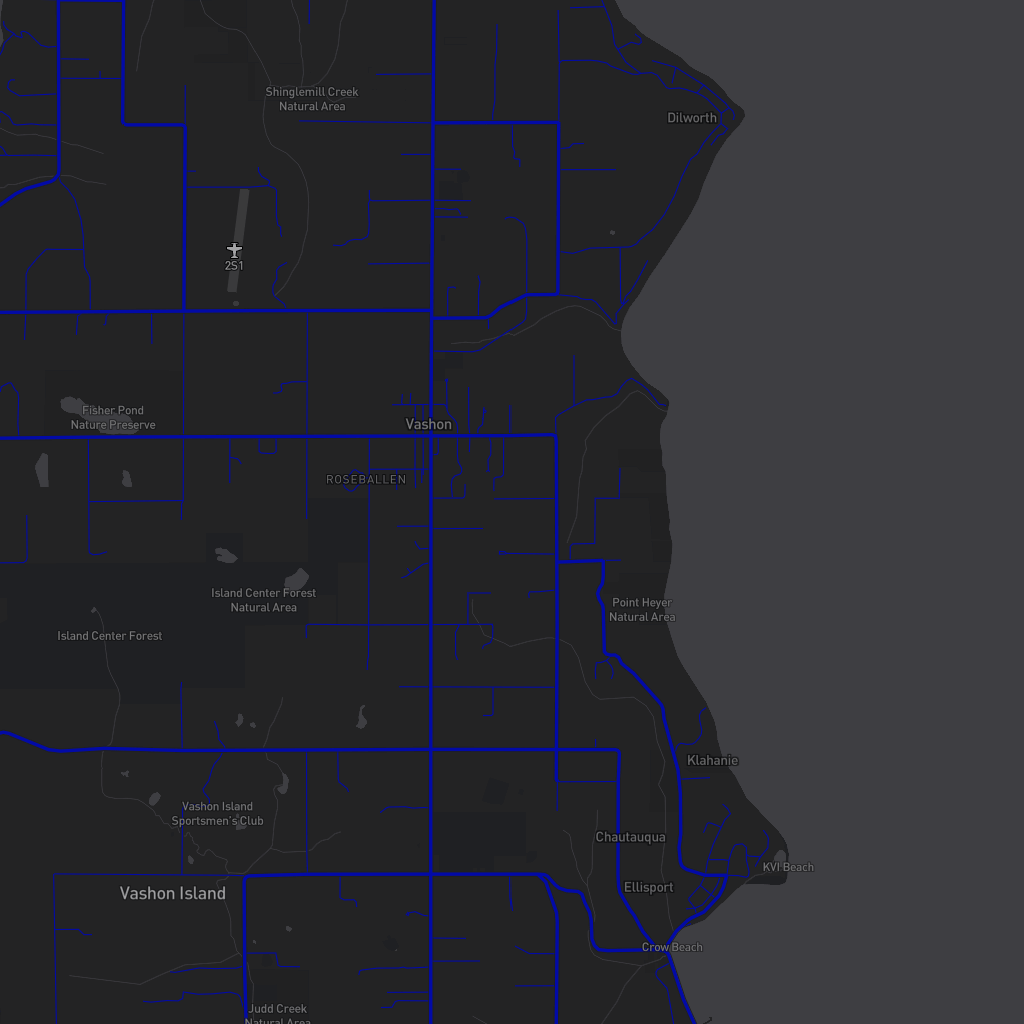 Shinglemill Creek
Natural Area
Dilworth
2S1
Fisher Pond
Nature Preserve
Vashon
ROSEBALLEN
Island Center Forest
Natural Area
Point Heyer
Natural Area
Island Center Forest
Klahanie
Vashon Island
Sportsmen's Club
Chautauqua
KVI Beach
Vashon Island
Ellisport
Crow Beach
Judd Creek
Natural Area